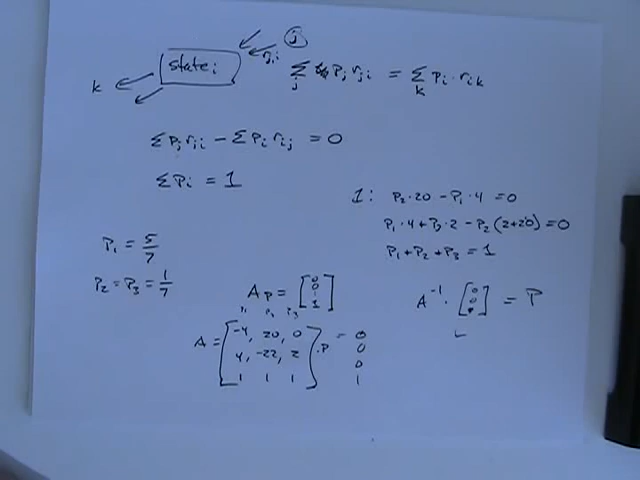 j
state i
r_ji
k
Σ_j P_j r_ji = Σ_k P_i · r_ik
Σ P_j r_ji − Σ P_i r_ij = 0
Σ P_i = 1
1: P_2 · 20 − P_1 · 4 = 0
P_1 · 4 + P_3 · 2 − P_2 (2+20) = 0
P_1 + P_2 + P_3 = 1
P_1 = 5/7
P_2 = P_3 = 1/7
A p = [0 0 1]
P_1 P_2 P_3
A^-1 · [0 0 1] = P
A = [-4, 20, 0
4, -22, 2
1 1 1] · P = 0
0
0
1